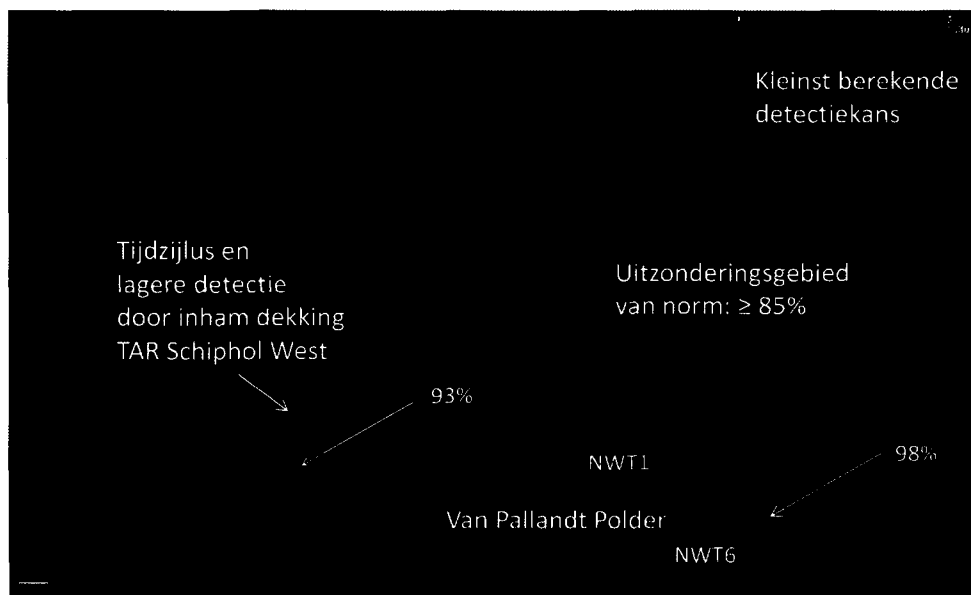 Kleinst berekende
detectiekans
Tijdzijlus en
lagere detectie
door inham dekking
TAR Schiphol West
Uitzonderingsgebied
van norm: ≥ 85%
93%
98%
NWT1
Van Pallandt Polder
NWT6